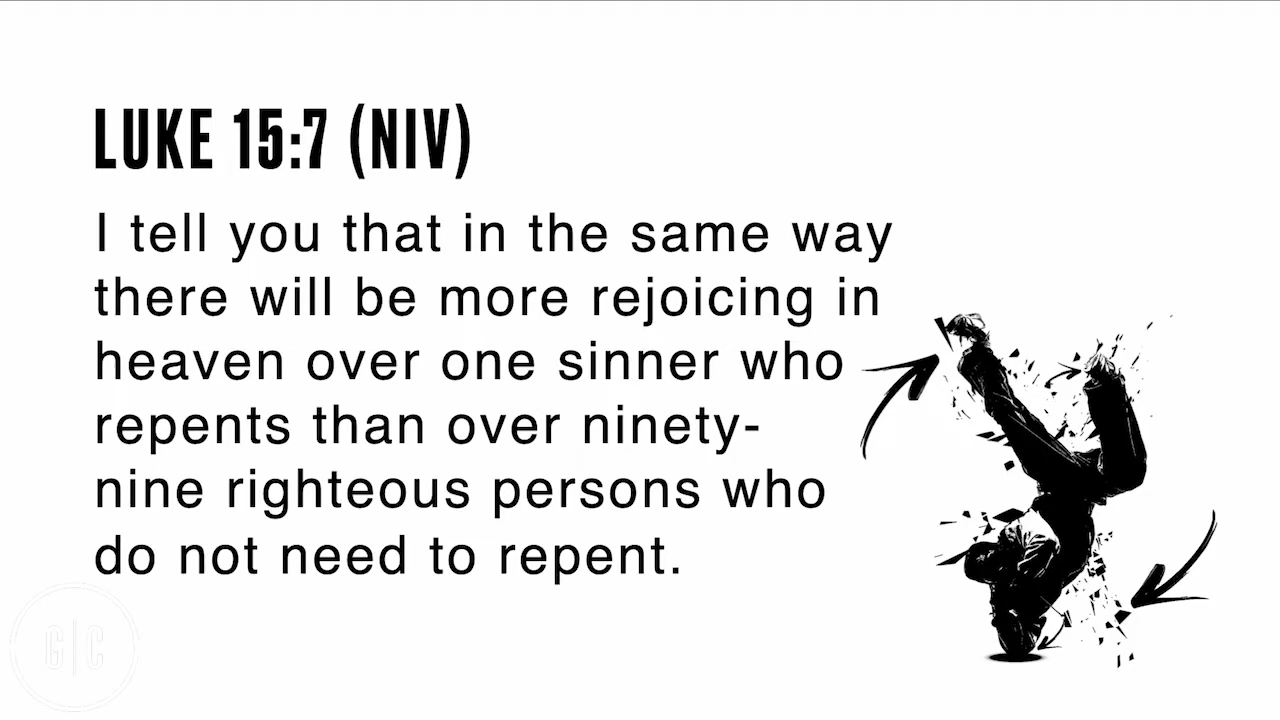 LUKE 15:7 (NIV)
I tell you that in the same way
there will be more rejoicing in
heaven over one sinner who
repents than over ninety-
nine righteous persons who
do not need to repent.
G|C